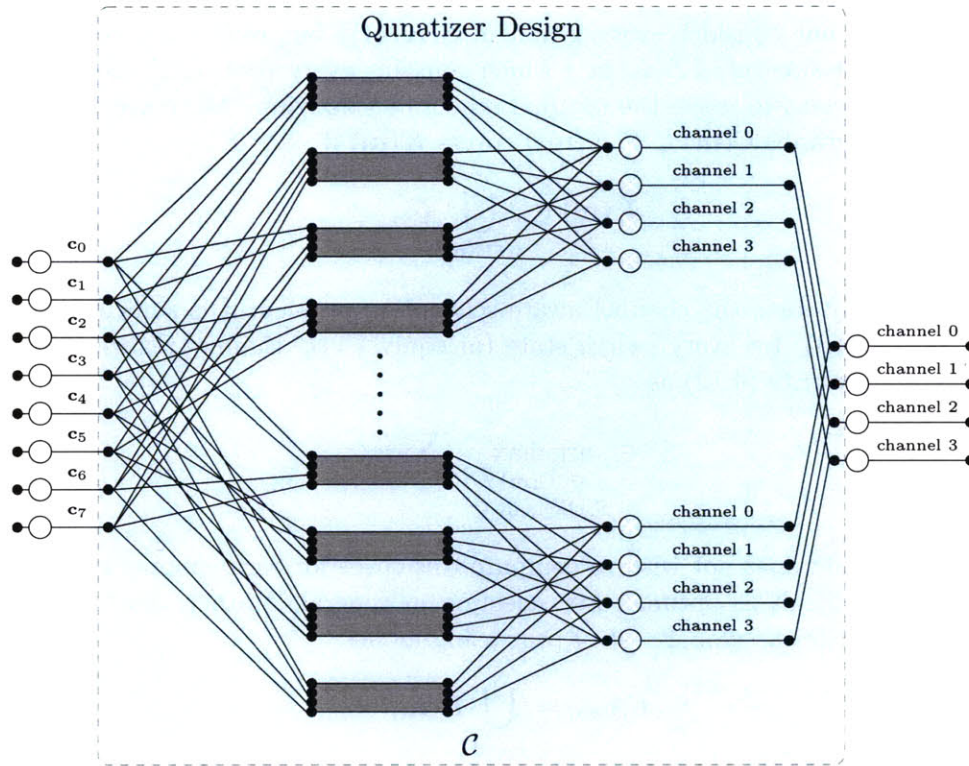 Qunatizer Design
channel 0
channel 1
channel 2
channel 3
c0
c1
c2
c3
c4
c5
c6
c7
channel 0
channel 1
channel 2
channel 3
channel 0
channel 1
channel 2
channel 3
C